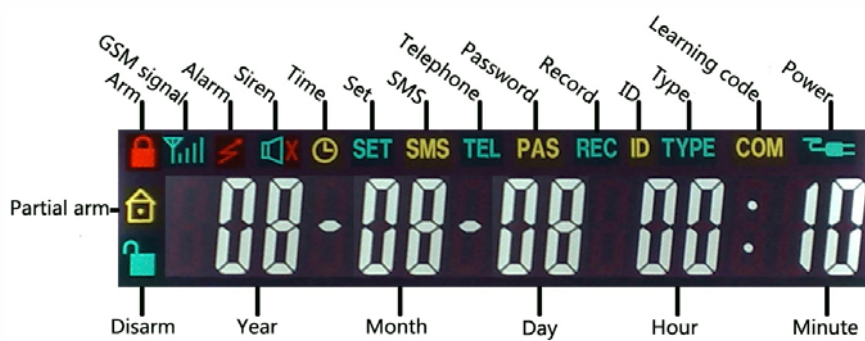 Arm
GSM signal
Alarm
Siren
Time
Set
SMS
Telephone
Password
Record
ID
Type
Learning code
Power
SET SMS TEL PAS REC ID TYPE COM
Partial arm
08-08-08 00:10
Disarm Year Month Day Hour Minute